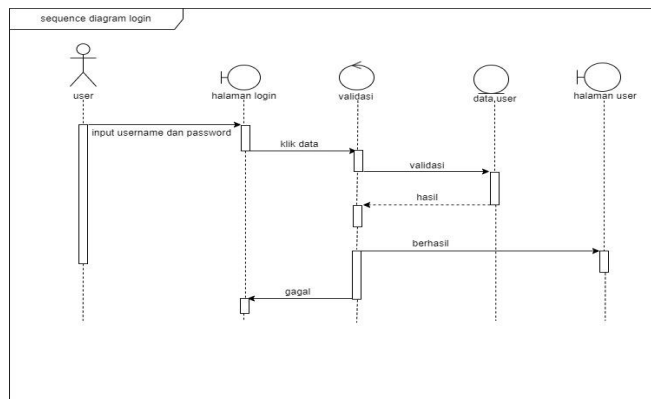 sequence diagram login
user
halaman login
validasi
data user
halaman user
input username dan password
klik data
validasi
hasil
berhasil
gagal